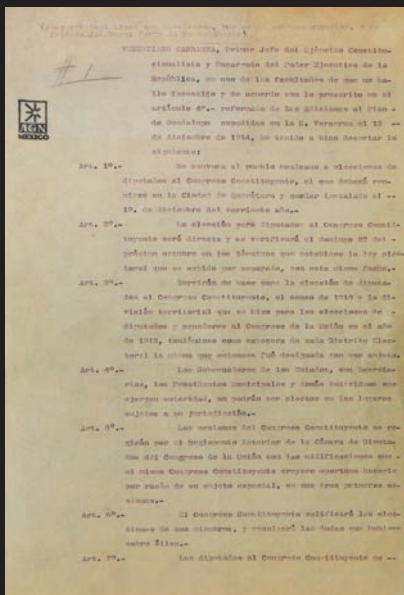 # 1
AGN
MEXICO
VENUSTIANO CARRANZA, Primer Jefe del Ejército Constitu-
cionalista y Encargado del Poder Ejecutivo de la
República, en uso de las facultades de que me ha-
llo investido y de acuerdo con lo prescrito en el
artículo 4º.- reformado de las Adiciones al Plan -
de Guadalupe expedidas en la H. Veracruz el 12 --
de diciembre de 1914, he tenido a bien decretar lo
siguiente:
Art. 1º.- Se convoca al pueblo mexicano a elecciones de
diputados al Congreso Constituyente, el que deberá reu-
nirse en la Ciudad de Querétaro y quedar instalado el --
1º. de diciembre del corriente año.-
Art. 2º.- La elección para diputados al Congreso Consti-
tuyente será directa y se verificará el domingo 22 del -
próximo octubre en los términos que establece la ley elec-
toral que se expide por separado, con esta misma fecha.-
Art. 3º.- Servirán de base para la elección de diputa-
dos al Congreso Constituyente, el censo de 1910 y la di-
visión territorial que se hizo para las elecciones de -
diputados y senadores al Congreso de la Unión en el año
de 1912, teniéndose como cabecera de cada Distrito Elec-
toral la misma que entonces fué designada con ese objeto.
Art. 4º.- Los Gobernadores de los Estados, sus Secreta-
rios, los Presidentes Municipales y demás individuos que
ejerzan autoridad, no podrán ser electos en los lugares
sujetos a su jurisdicción.-
Art. 5º.- Las sesiones del Congreso Constituyente se re-
girán por el Reglamento Interior de la Cámara de Diputa-
dos del Congreso de la Unión con las modificaciones que -
el mismo Congreso Constituyente creyere oportuno hacerle
por razón de su objeto especial, en sus tres primeras se-
siones.-
Art. 6º.- El Congreso Constituyente calificará las elec-
ciones de sus miembros, y resolverá las dudas que hubiese
sobre ellas.-
Art. 7º.- Los diputados al Congreso Constituyente no --